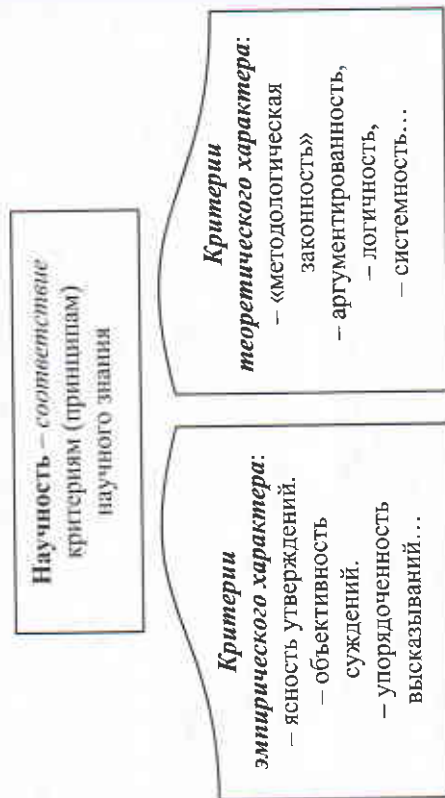 Научность – соответствие
критериям (принципам)
научного знания
Критерии
эмпирического характера:
– ясность утверждений.
– объективность
суждений.
– упорядоченность
высказываний…
Критерии
теоретического характера:
– «методологическая
законность»
– аргументированность,
– логичность,
– системность…